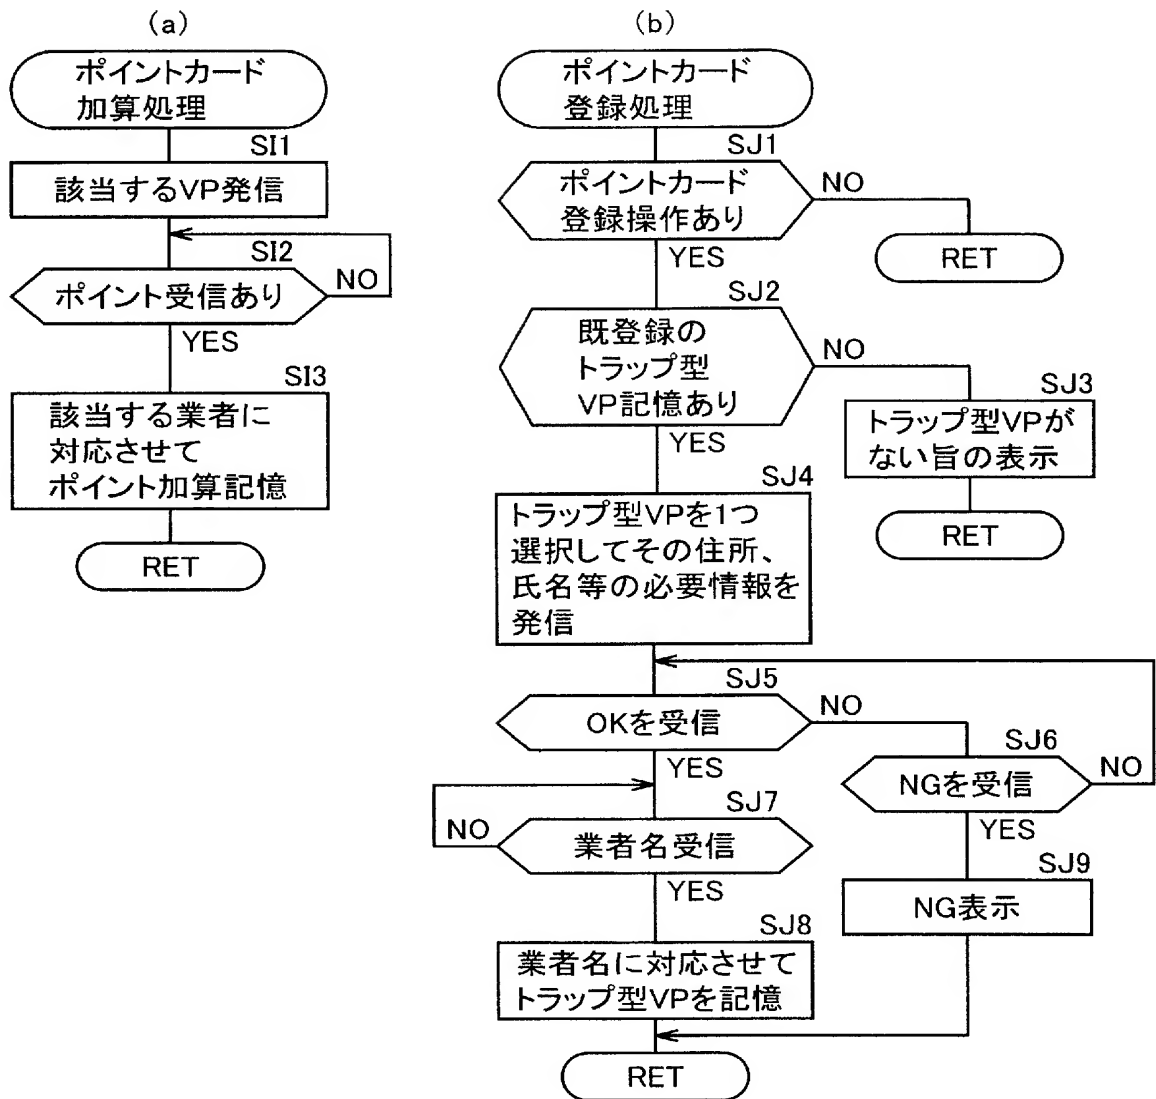 (a)
ポイントカード
加算処理
SI1
該当するVP発信
SI2
ポイント受信あり
NO
YES
SI3
該当する業者に
対応させて
ポイント加算記憶
RET
(b)
ポイントカード
登録処理
SJ1
ポイントカード
登録操作あり
NO
RET
YES
SJ2
既登録の
トラップ型
VP記憶あり
NO
SJ3
トラップ型VPが
ない旨の表示
RET
YES
SJ4
トラップ型VPを1つ
選択してその住所、
氏名等の必要情報を
発信
SJ5
OKを受信
NO
SJ6
NGを受信
NO
YES
YES
SJ7
NO
業者名受信
YES
SJ9
NG表示
SJ8
業者名に対応させて
トラップ型VPを記憶
RET